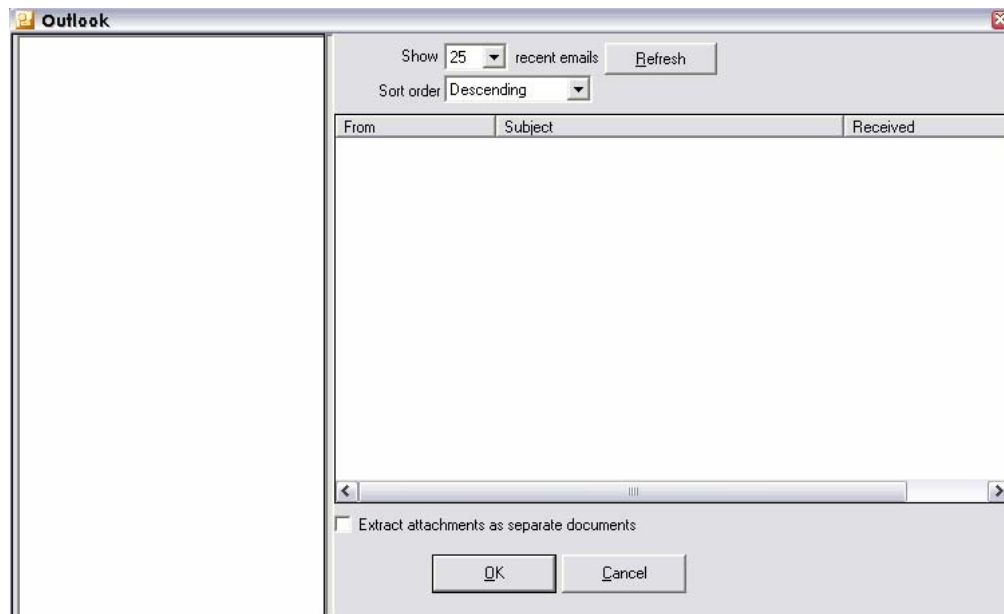 Outlook
Show 25 recent emails Refresh
Sort order Descending
From Subject Received
Extract attachments as separate documents
OK Cancel